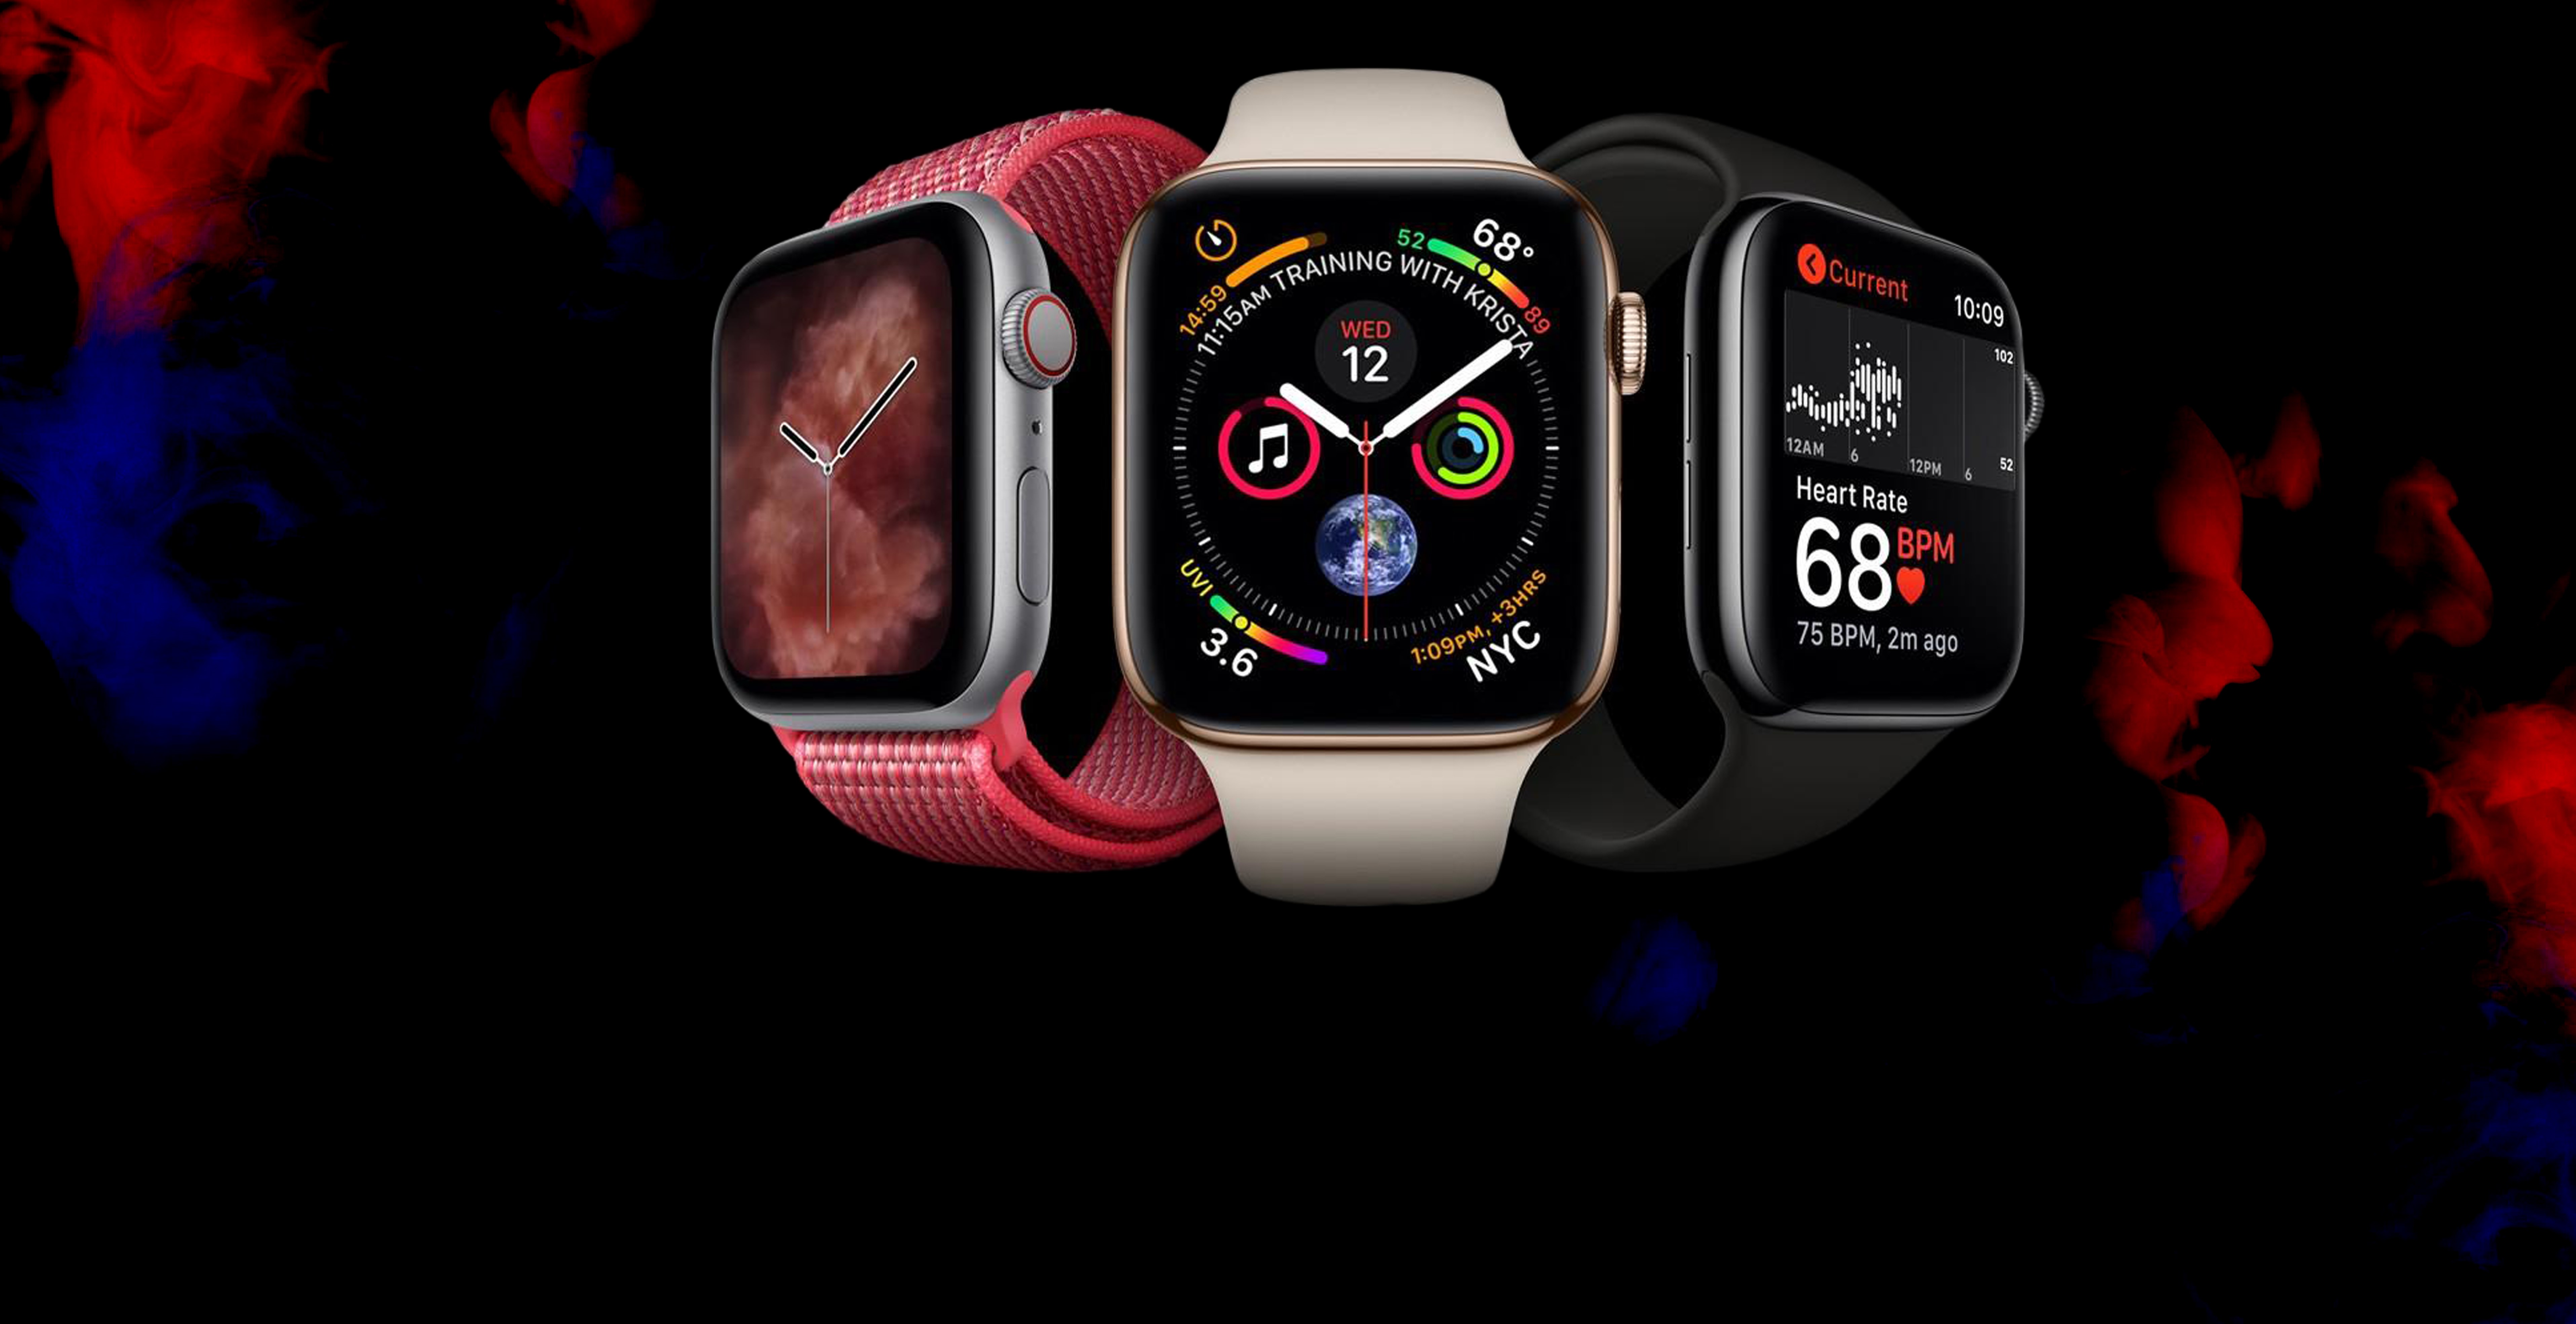 14:59
11:15AM TRAINING WITH KRISTA
52
68°
89
WED
12
UVI
3.6
1:09PM, +3HRS
NYC
Current
10:09
102
12AM
6
12PM
6
52
Heart Rate
68 BPM
75 BPM, 2m ago